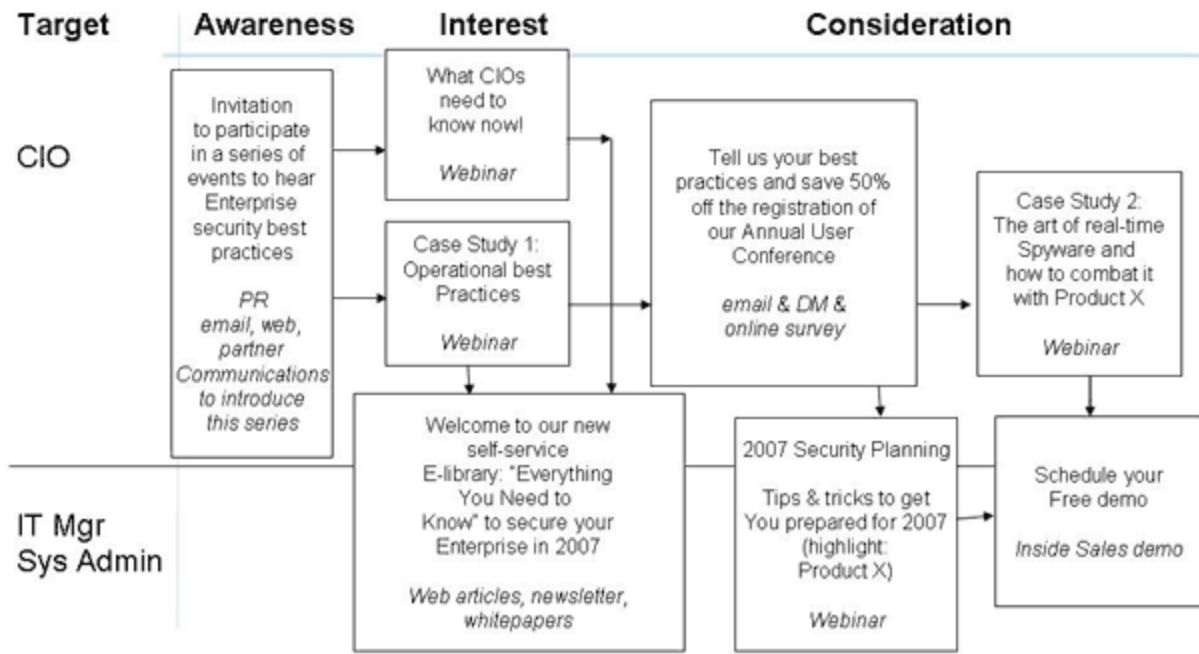 Target
Awareness
Interest
Consideration
CIO
Invitation
to participate
in a series of
events to hear
Enterprise
security best
practices
PR
email, web,
partner
Communications
to introduce
this series
What CIOs
need to
know now!
Webinar
Case Study 1:
Operational best
Practices
Webinar
Tell us your best
practices and save 50%
off the registration of
our Annual User
Conference
email & DM &
online survey
Case Study 2:
The art of real-time
Spyware and
how to combat it
with Product X
Webinar
IT Mgr
Sys Admin
Welcome to our new
self-service
E-library: "Everything
You Need to
Know" to secure your
Enterprise in 2007
Web articles, newsletter,
whitepapers
2007 Security Planning
Tips & tricks to get
You prepared for 2007
(highlight:
Product X)
Webinar
Schedule your
Free demo
Inside Sales demo